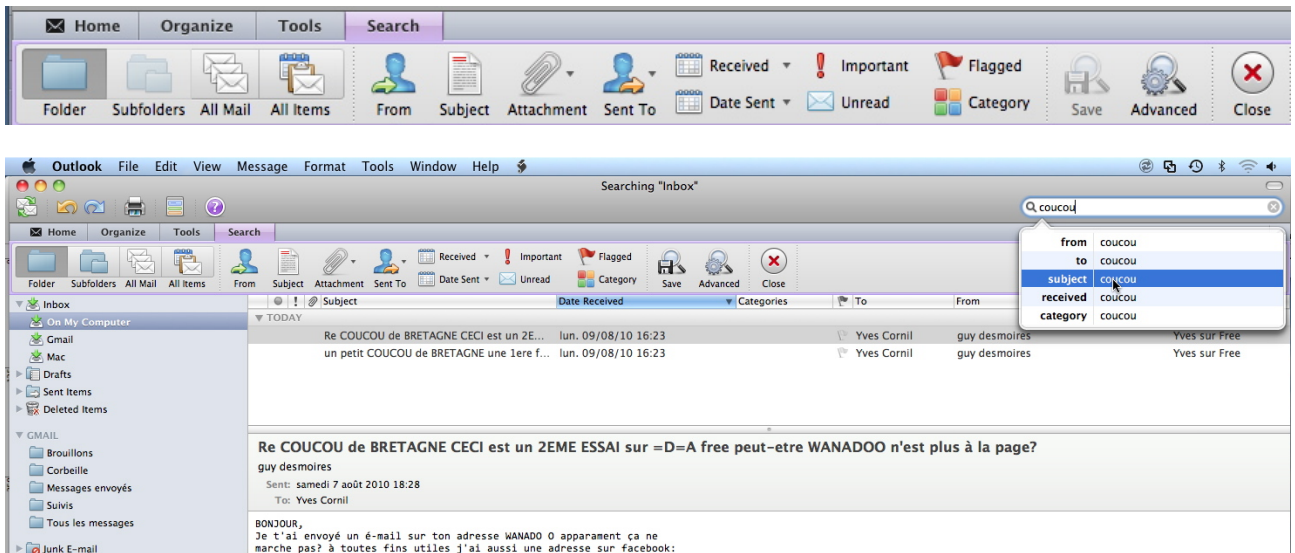 Home Organize Tools Search
Received Important Flagged
Folder Subfolders All Mail All Items From Subject Attachment Sent To Date Sent Unread Category Save Advanced Close
Outlook File Edit View Message Format Tools Window Help
Searching "Inbox"
coucou
Home Organize Tools Search
from coucou
to coucou
subject coucou
received coucou
category coucou
Received Important Flagged
Folder Subfolders All Mail All Items From Subject Attachment Sent To Date Sent Unread Category Save Advanced Close
Inbox
On My Computer
Gmail
Mac
Drafts
Sent Items
Deleted Items
GMAIL
Brouillons
Corbeille
Messages envoyés
Suivis
Tous les messages
Junk E-mail
! Subject Date Received Categories To From
TODAY
Re COUCOU de BRETAGNE CECI est un 2E... lun. 09/08/10 16:23 Yves Cornil guy desmoires Yves sur Free
un petit COUCOU de BRETAGNE une 1ere f... lun. 09/08/10 16:23 Yves Cornil guy desmoires Yves sur Free
Re COUCOU de BRETAGNE CECI est un 2EME ESSAI sur =D=A free peut-etre WANADOO n'est plus à la page?
guy desmoires
Sent: samedi 7 août 2010 18:28
To: Yves Cornil
BONJOUR,
Je t'ai envoyé un é-mail sur ton adresse WANADO O apparament ça ne
marche pas? à toutes fins utiles j'ai aussi une adresse sur facebook: